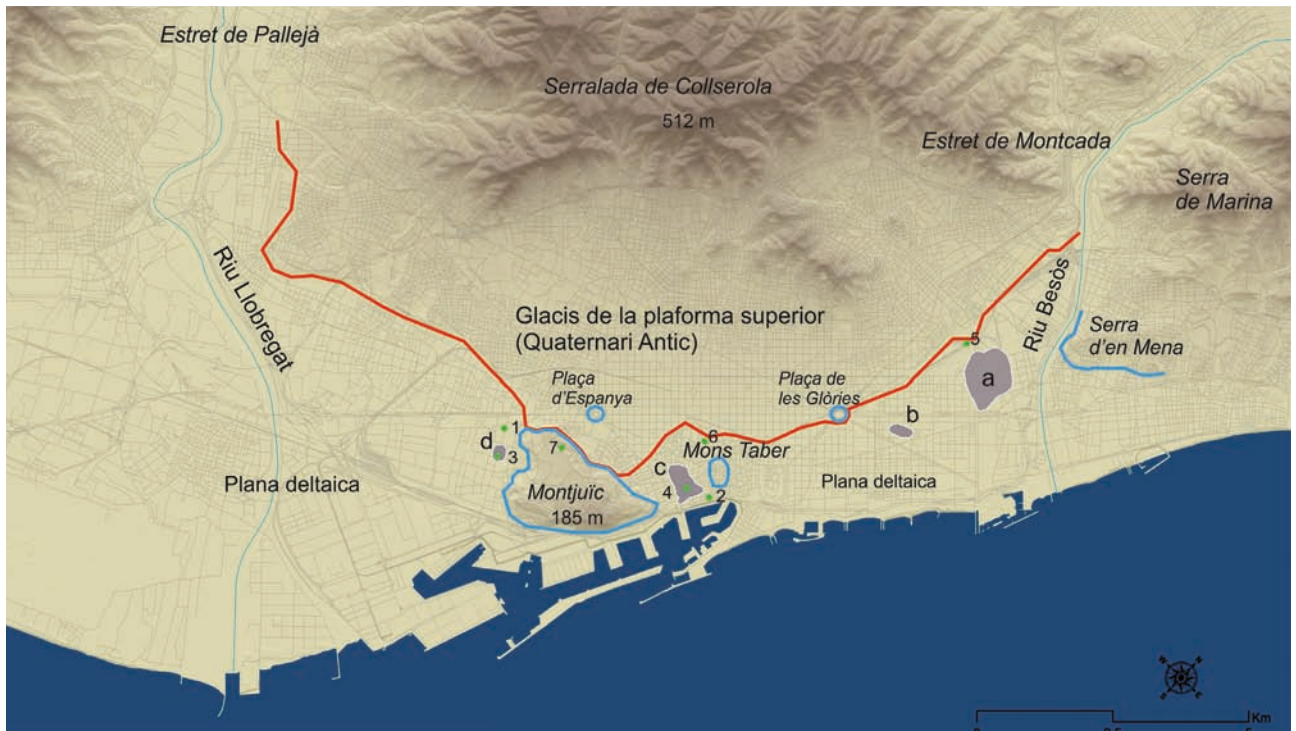 Estret de Pallejà
Serralada de Collserola
512 m
Estret de Montcada
Serra
de Marina
Riu Llobregat
Riu Besòs
Glacis de la plaforma superior
(Quaternari Antic)
Serra
d'en Mena
Plaça
d'Espanya
Plaça de
les Glòries
5
a
b
1
d
3
7
6
Mons Taber
c
4
2
Plana deltaica
Montjuïc
185 m
Plana deltaica
Km